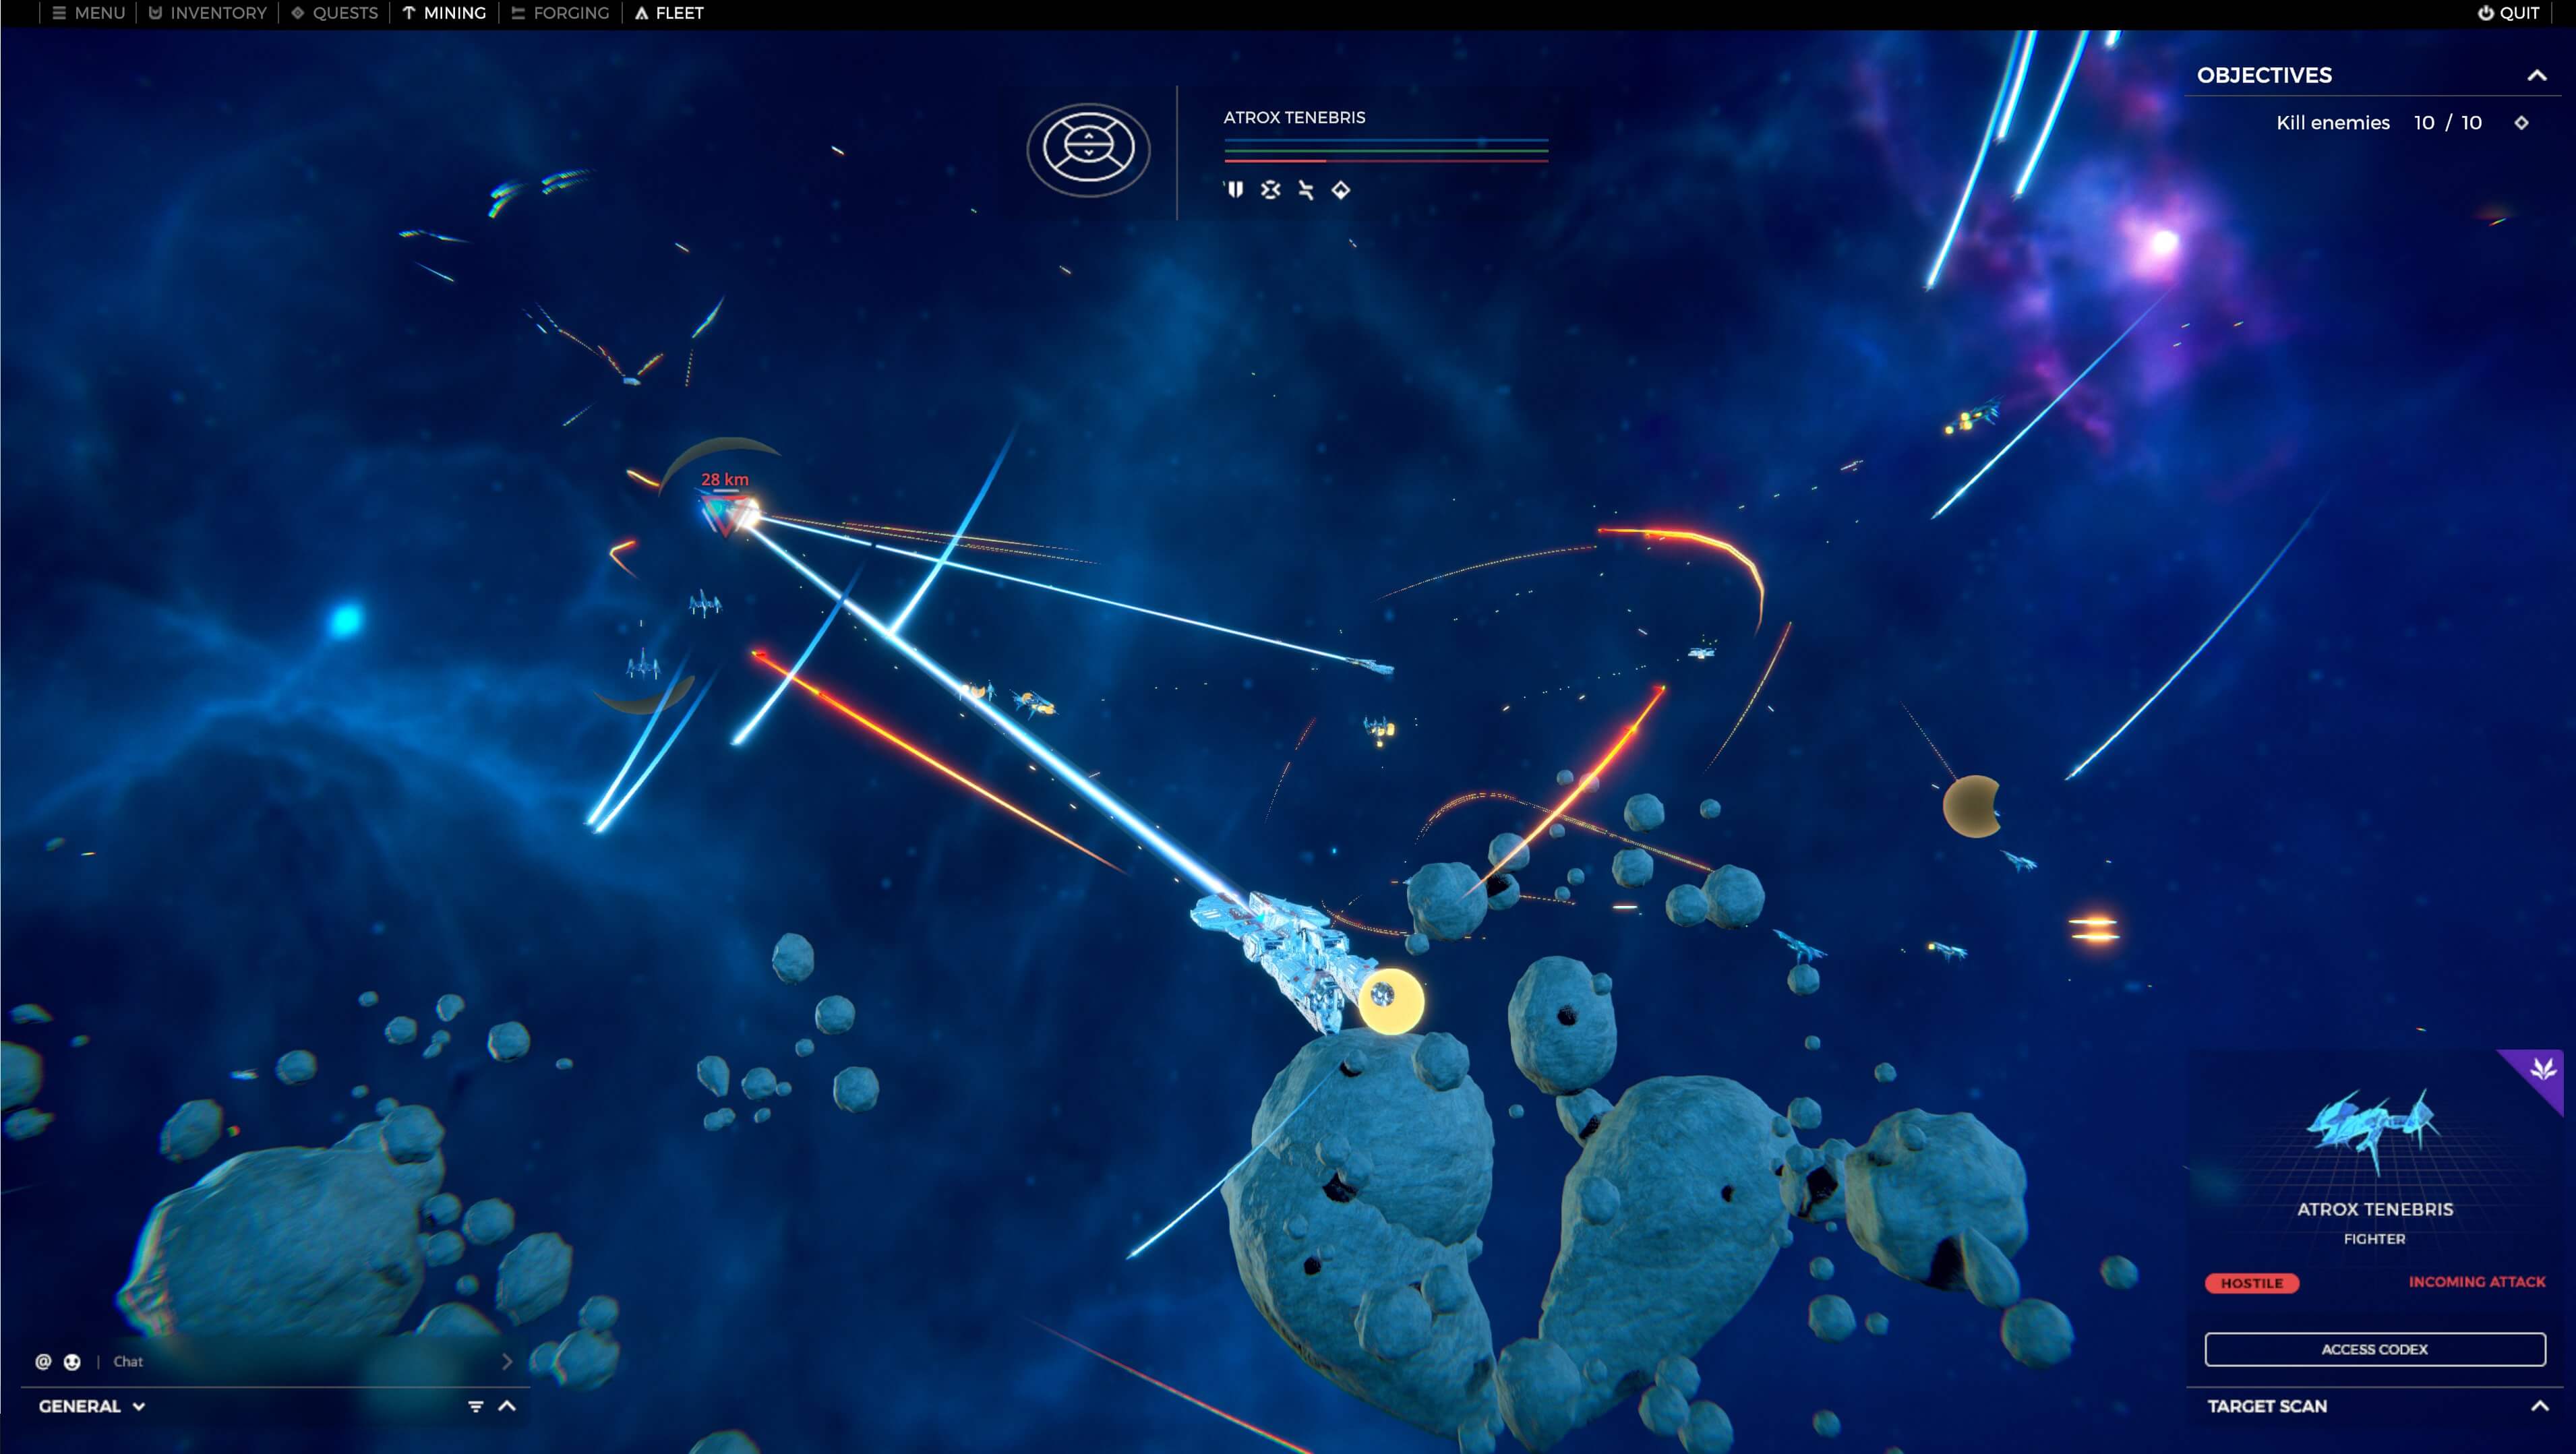 MENU
INVENTORY
QUESTS
MINING
FORGING
FLEET
QUIT
OBJECTIVES
Kill enemies 10 / 10
ATROX TENEBRIS
28 km
ATROX TENEBRIS
FIGHTER
HOSTILE
INCOMING ATTACK
ACCESS CODEX
TARGET SCAN
@ | Chat
GENERAL